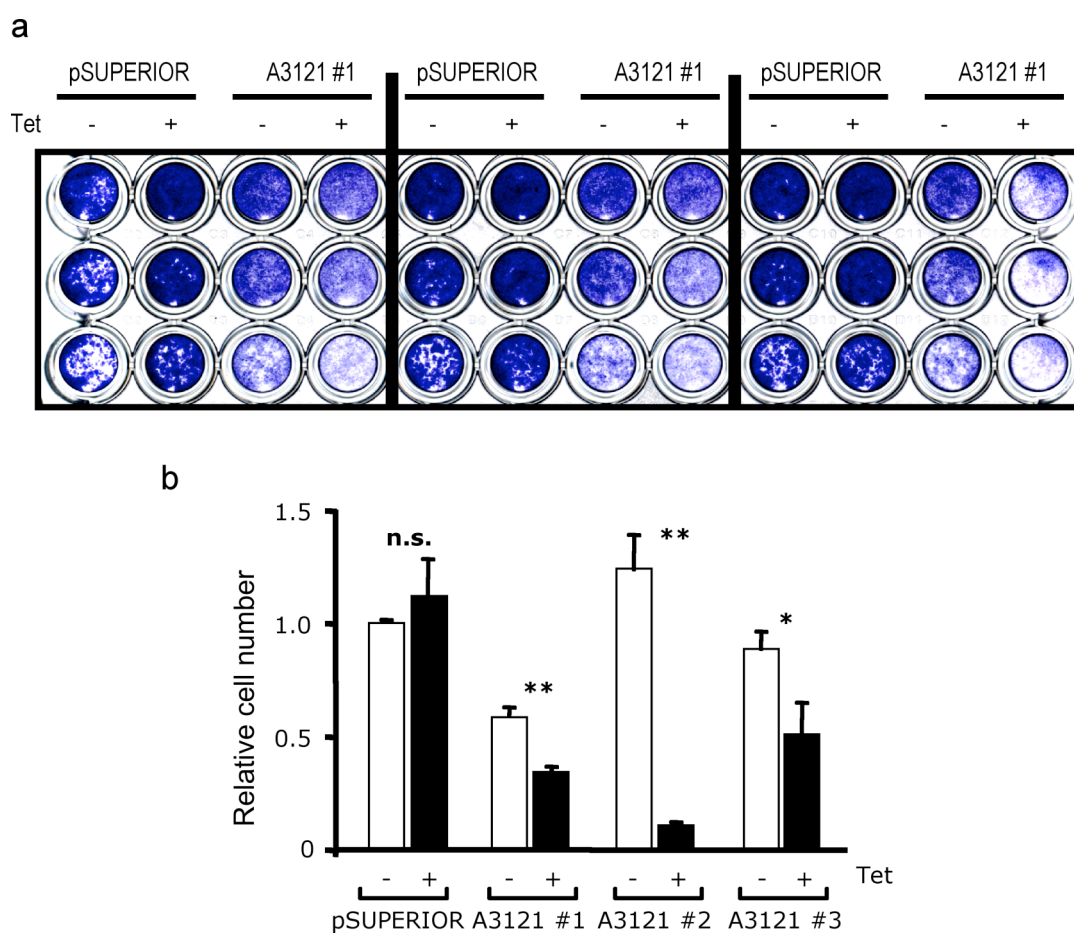 a
pSUPERIOR A3121 #1 pSUPERIOR A3121 #1 pSUPERIOR A3121 #1
Tet - + - + - + - + - + - +
b
Relative cell number
1.5
1.0
0.5
0
n.s.
**
**
*
- + - + - + - + Tet
pSUPERIOR A3121 #1 A3121 #2 A3121 #3